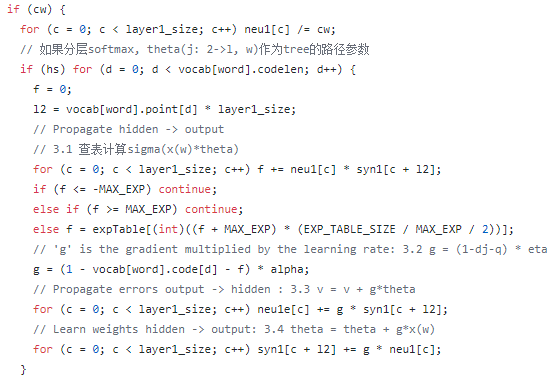 if (cw) {
for (c = 0; c < layer1_size; c++) neu1[c] /= cw;
// 如果分层softmax, theta(j: 2->l, w)作为tree的路径参数
if (hs) for (d = 0; d < vocab[word].codelen; d++) {
f = 0;
l2 = vocab[word].point[d] * layer1_size;
// Propagate hidden -> output
// 3.1 查表计算sigma(x(w)*theta)
for (c = 0; c < layer1_size; c++) f += neu1[c] * syn1[c + l2];
if (f <= -MAX_EXP) continue;
else if (f >= MAX_EXP) continue;
else f = expTable[(int)((f + MAX_EXP) * (EXP_TABLE_SIZE / MAX_EXP / 2))];
// 'g' is the gradient multiplied by the learning rate: 3.2 g = (1-dj-q) * eta
g = (1 - vocab[word].code[d] - f) * alpha;
// Propagate errors output -> hidden : 3.3 v = v + g*theta
for (c = 0; c < layer1_size; c++) neu1e[c] += g * syn1[c + l2];
// Learn weights hidden -> output: 3.4 theta = theta + g*x(w)
for (c = 0; c < layer1_size; c++) syn1[c + l2] += g * neu1[c];
}